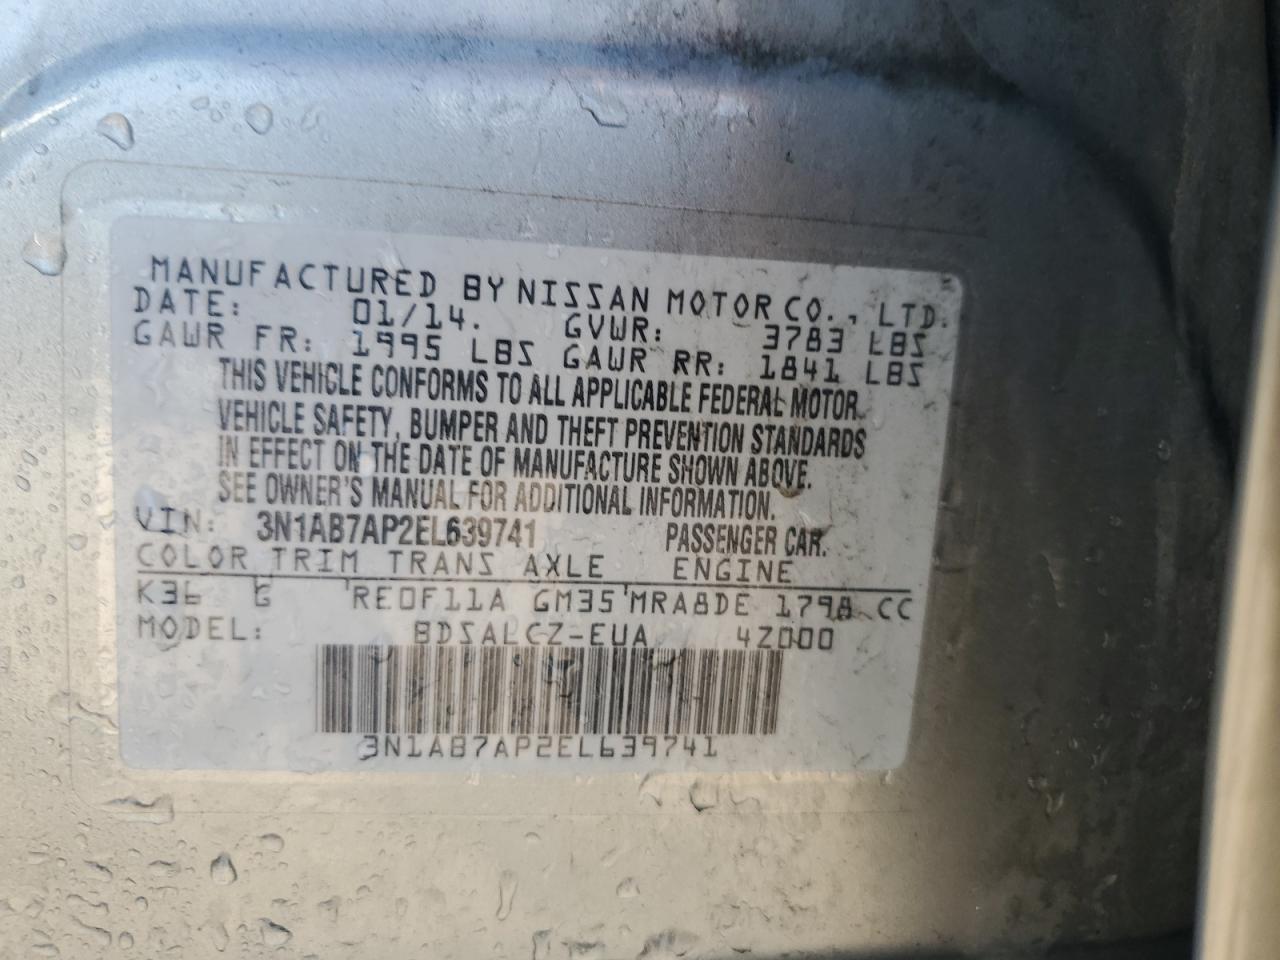 MANUFACTURED BY NISSAN MOTOR CO., LTD.
DATE: 01/14. GVWR: 3783 LBS
GAWR FR: 1995 LBS GAWR RR: 1841 LBS
THIS VEHICLE CONFORMS TO ALL APPLICABLE FEDERAL MOTOR
VEHICLE SAFETY, BUMPER AND THEFT PREVENTION STANDARDS
IN EFFECT ON THE DATE OF MANUFACTURE SHOWN ABOVE.
SEE OWNER'S MANUAL FOR ADDITIONAL INFORMATION.
VIN: 3N1AB7AP2EL639741 PASSENGER CAR.
COLOR TRIM TRANS AXLE ENGINE
K36 G RE0F11A GM35 MRA8DE 1798 CC
MODEL: BDSALCZ-EUA 4Z000
3N1AB7AP2EL639741